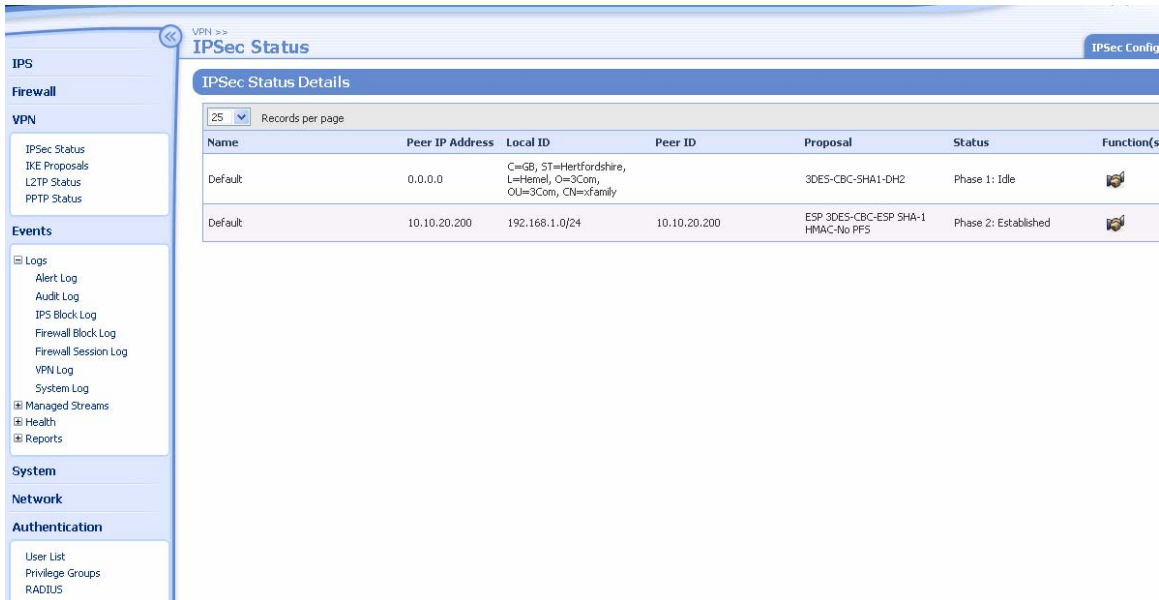 VPN >>
IPSec Status
IPSec Config
IPS
Firewall
VPN
IPSec Status
IKE Proposals
L2TP Status
PPTP Status
Events
Logs
Alert Log
Audit Log
IPS Block Log
Firewall Block Log
Firewall Session Log
VPN Log
System Log
Managed Streams
Health
Reports
System
Network
Authentication
User List
Privilege Groups
RADIUS
IPSec Status Details
25 Records per page
Name Peer IP Address Local ID Peer ID Proposal Status Function(s
Default 0.0.0.0 C=GB, ST=Hertfordshire,
L=Hemel, O=3Com,
OU=3Com, CN=xfamily
3DES-CBC-SHA1-DH2 Phase 1: Idle
Default 10.10.20.200 192.168.1.0/24 10.10.20.200 ESP 3DES-CBC-ESP SHA-1
HMAC-No PFS
Phase 2: Established